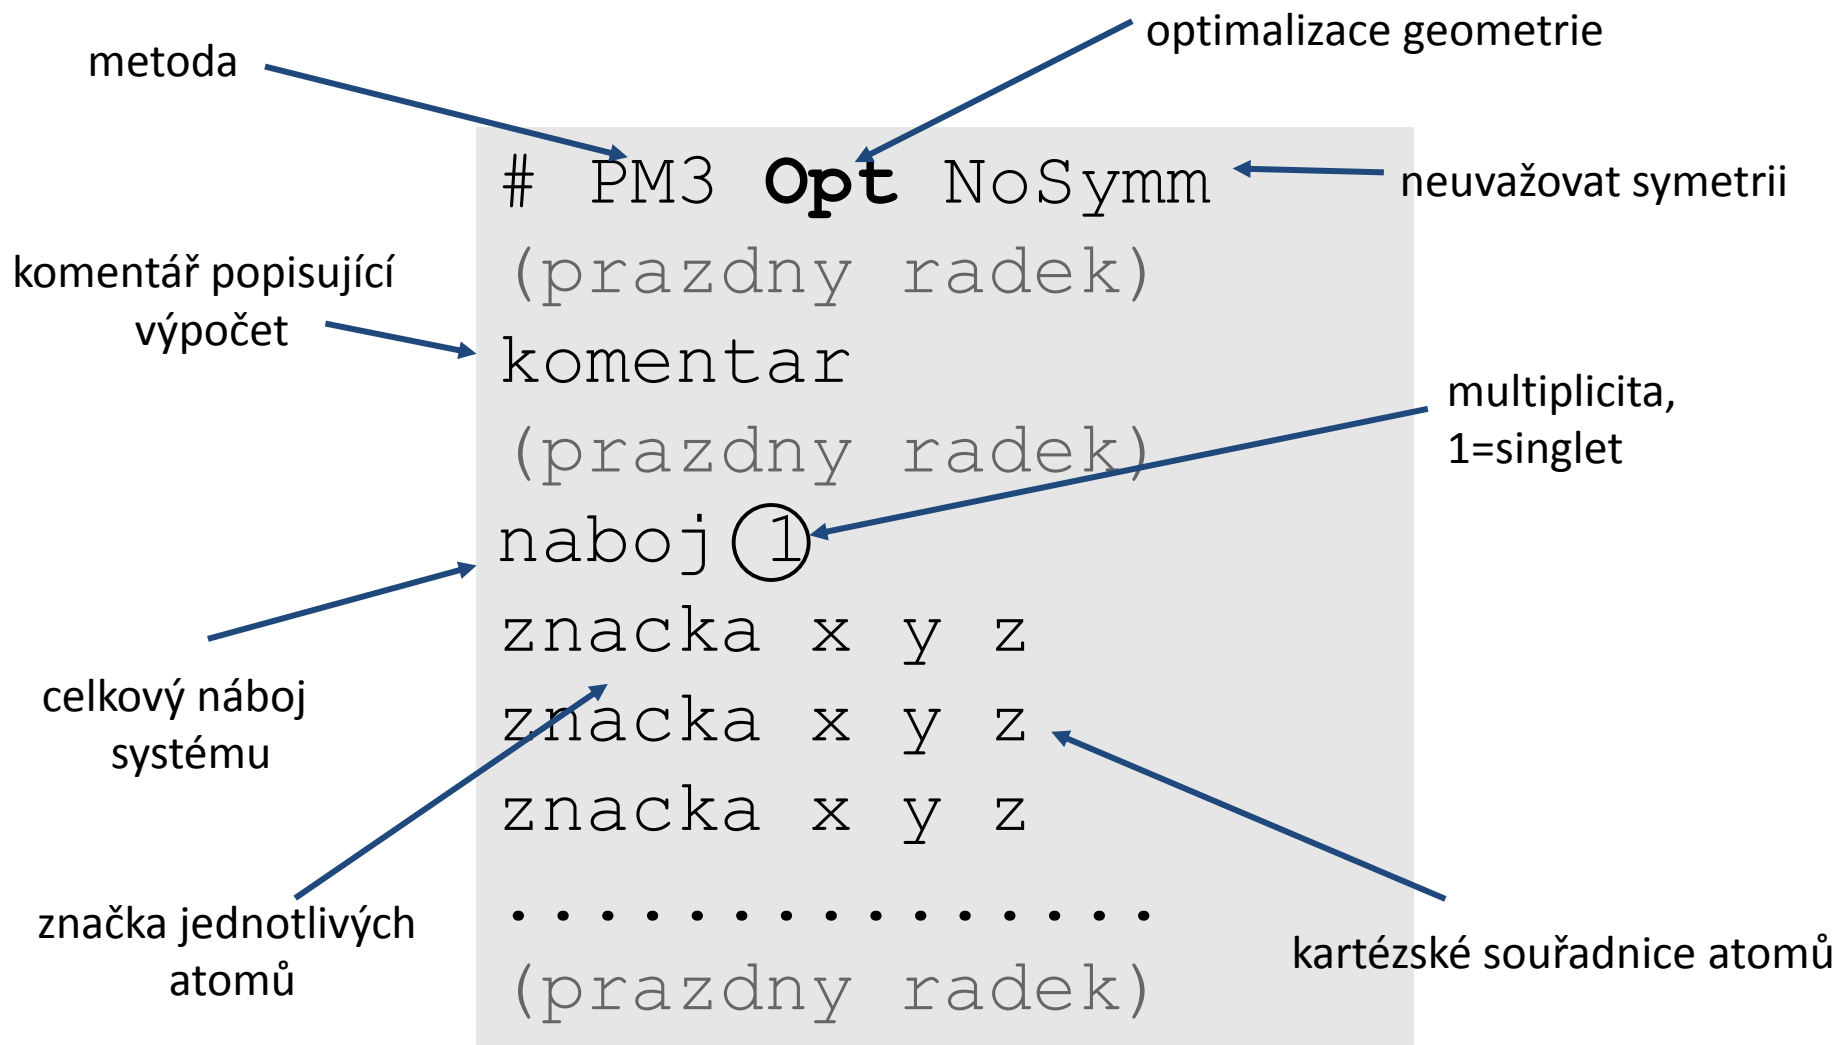 optimalizace geometrie
metoda
# PM3 Opt NoSymm
neuvažovat symetrii
(prazdny radek)
komentář popisující
výpočet
komentar
multiplicita,
1=singlet
(prazdny radek)
naboj 1
znacka x y z
celkový náboj
systému
znacka x y z
znacka x y z
značka jednotlivých
atomů
...............
kartézské souřadnice atomů
(prazdny radek)